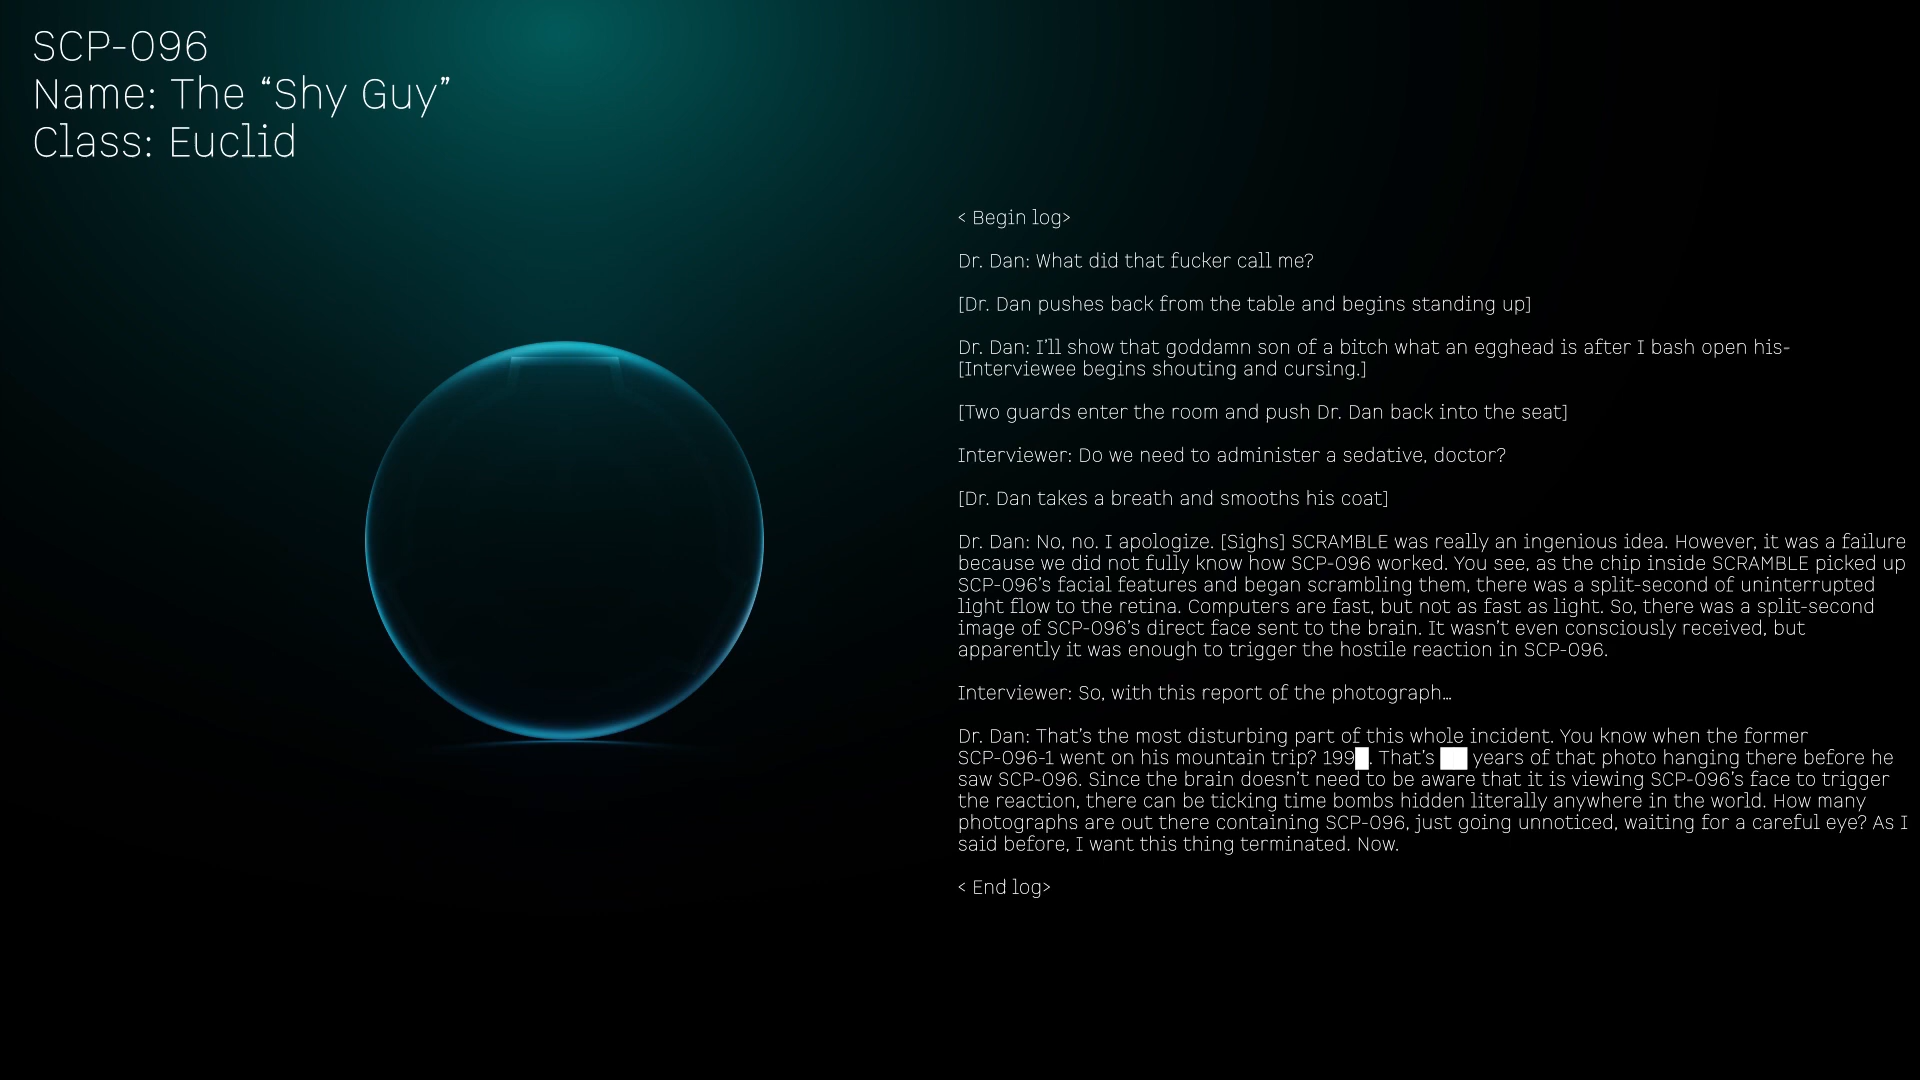 SCP-096
Name: The “Shy Guy”
Class: Euclid
< Begin log>
Dr. Dan: What did that fucker call me?
[Dr. Dan pushes back from the table and begins standing up]
Dr. Dan: I’ll show that goddamn son of a bitch what an egghead is after I bash open his-
[Interviewee begins shouting and cursing.]
[Two guards enter the room and push Dr. Dan back into the seat]
Interviewer: Do we need to administer a sedative, doctor?
[Dr. Dan takes a breath and smooths his coat]
Dr. Dan: No, no. I apologize. [Sighs] SCRAMBLE was really an ingenious idea. However, it was a failure
because we did not fully know how SCP-096 worked. You see, as the chip inside SCRAMBLE picked up
SCP-096’s facial features and began scrambling them, there was a split-second of uninterrupted
light flow to the retina. Computers are fast, but not as fast as light. So, there was a split-second
image of SCP-096’s direct face sent to the brain. It wasn’t even consciously received, but
apparently it was enough to trigger the hostile reaction in SCP-096.
Interviewer: So, with this report of the photograph…
Dr. Dan: That’s the most disturbing part of this whole incident. You know when the former
SCP-096-1 went on his mountain trip? 199█. That’s ██ years of that photo hanging there before he
saw SCP-096. Since the brain doesn’t need to be aware that it is viewing SCP-096’s face to trigger
the reaction, there can be ticking time bombs hidden literally anywhere in the world. How many
photographs are out there containing SCP-096, just going unnoticed, waiting for a careful eye? As I
said before, I want this thing terminated. Now.
< End log>